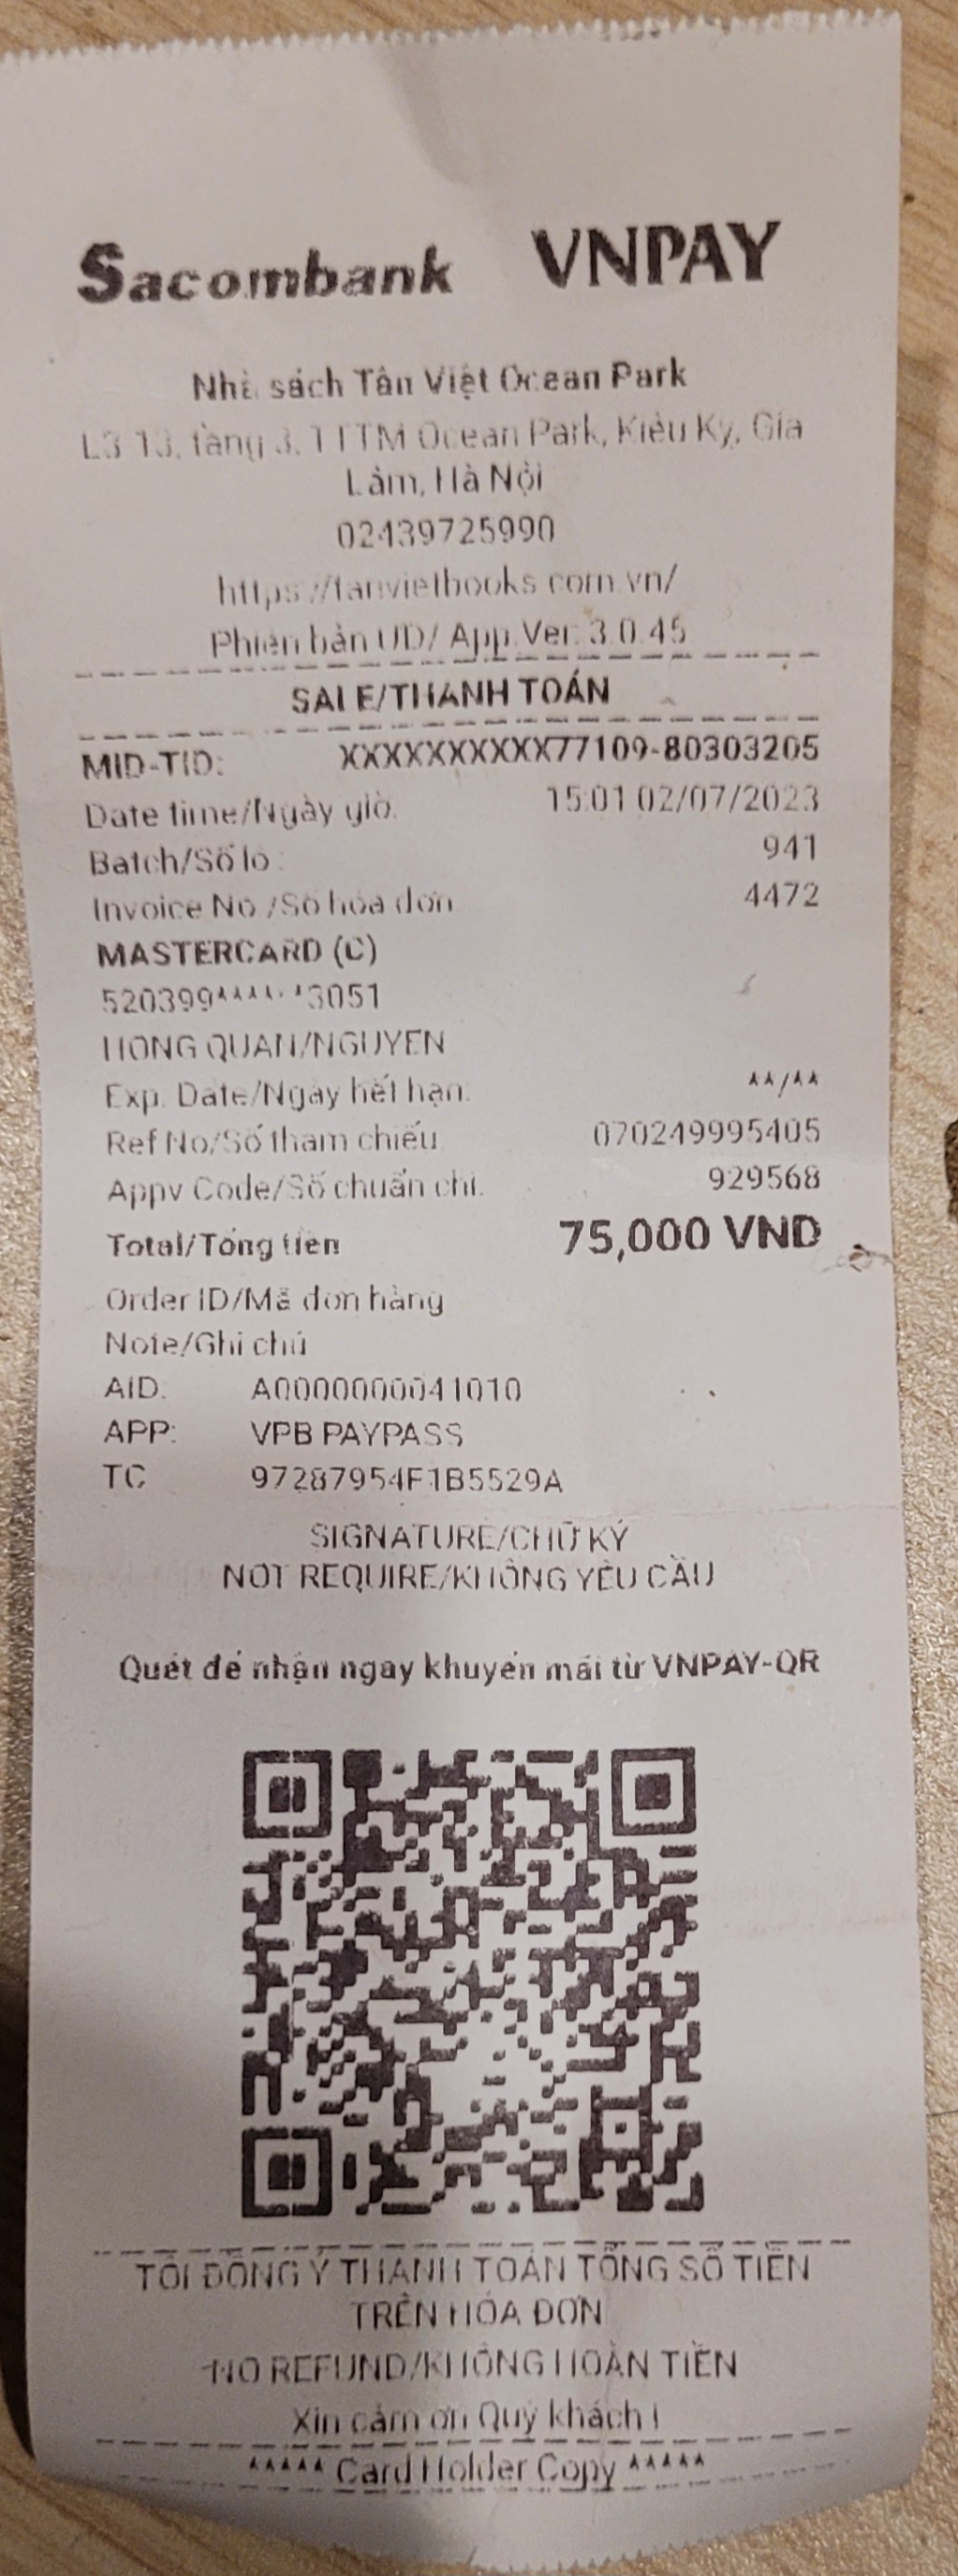 Sacombank VNPAY
Nhà sách Tân Việt Ocean Park
L3-13, tầng 3, TTTM Ocean Park, Kiêu Kỵ, Gia
Lâm, Hà Nội
02439725990
https://tanvietbooks.com.vn/
Phiên bản UD/ App.Ver: 3.0.45
SALE/THANH TOÁN
MID-TID: XXXXXXXXXX77109-80303205
Date time/Ngày giờ: 15:01 02/07/2023
Batch/Số lô : 941
Invoice No./Số hóa đơn: 4472
MASTERCARD (C)
520399******3051
HONG QUAN/NGUYEN
Exp. Date/Ngày hết hạn: **/**
Ref No/Số tham chiếu: 070249995405
Appv Code/Số chuẩn chi: 929568
Total/Tổng tiền 75,000 VND
Order ID/Mã đơn hàng
Note/Ghi chú
AID: A0000000041010
APP: VPB PAYPASS
TC 97287954F1B5529A
SIGNATURE/CHỮ KÝ
NOT REQUIRE/KHÔNG YÊU CẦU
Quét để nhận ngay khuyến mãi từ VNPAY-QR
TÔI ĐỒNG Ý THANH TOÁN TỔNG SỐ TIỀN
TRÊN HÓA ĐƠN
NO REFUND/KHÔNG HOÀN TIỀN
Xin cảm ơn Quý khách !
***** Card Holder Copy *****